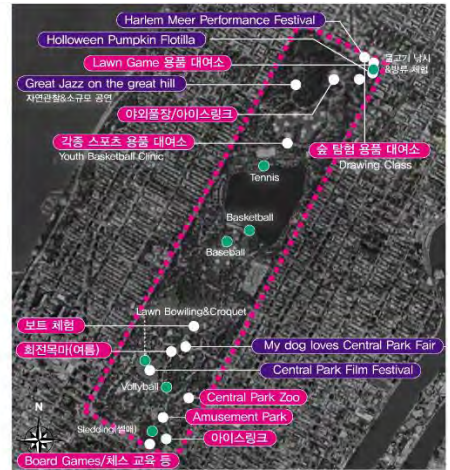 Harlem Meer Performance Festival
Holloween Pumpkin Flotilla
물고기 낚시
&방류 체험
Lawn Game 용품 대여소
Great Jazz on the great hill
자연관찰&소규모 공연
야외풀장/아이스링크
각종 스포츠 용품 대여소
Youth Basketball Clinic
숲 탐험 용품 대여소
Drawing Class
Tennis
Basketball
Baseball
Lawn Bowiling&Croquet
보트 체험
회전목마(여름)
My dog loves Central Park Fair
Central Park Film Festival
Vollyball
Central Park Zoo
N
Amusement Park
Sledding(썰매)
아이스링크
Board Games/체스 교육 등